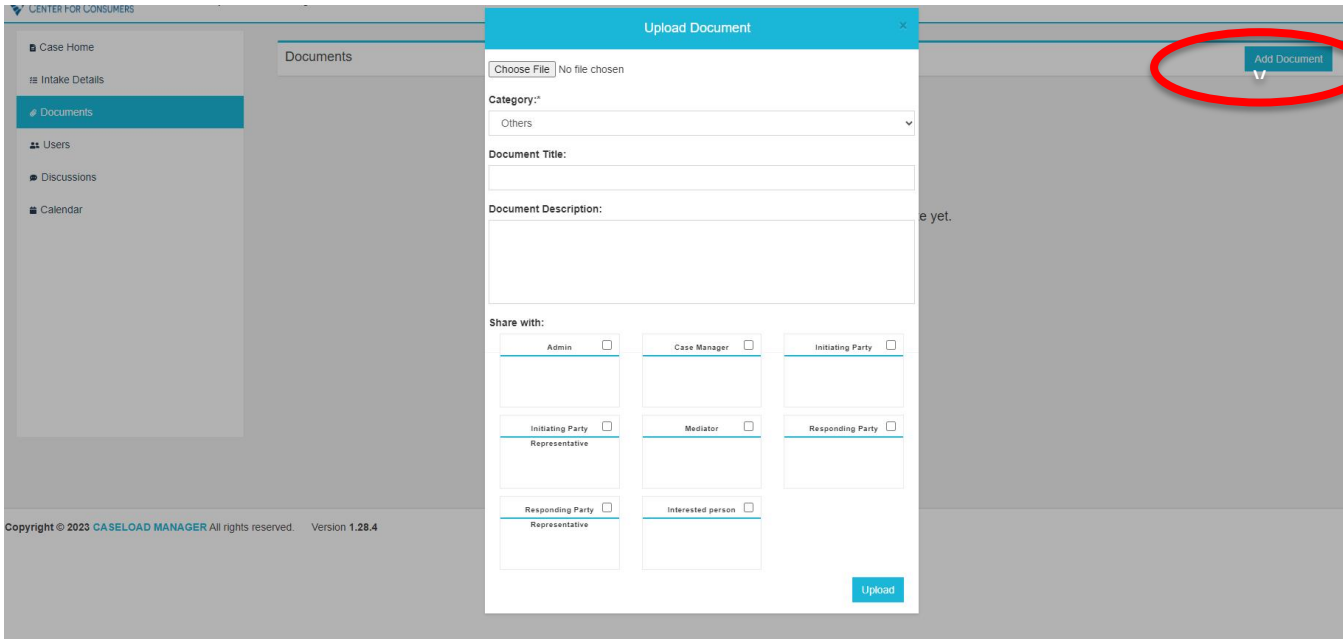 CENTER FOR CONSUMERS
Case Home
Intake Details
Documents
Users
Discussions
Calendar
Documents
Add Document
e yet.
Upload Document
×
Choose File No file chosen
Category:*
Others
Document Title:
Document Description:
Share with:
Admin
Case Manager
Initiating Party
Initiating Party
Representative
Mediator
Responding Party
Responding Party
Representative
Interested person
Upload
Copyright © 2023 CASELOAD MANAGER All rights reserved. Version 1.28.4